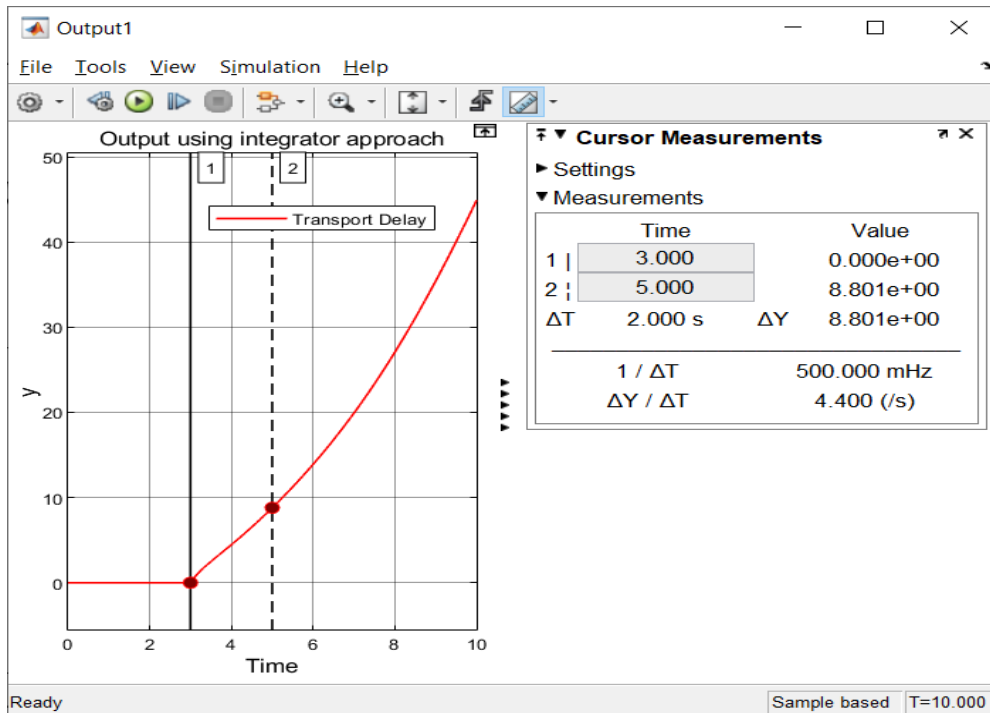 Output1
File Tools View Simulation Help
Output using integrator approach
1
2
Transport Delay
50
40
30
20
10
0
y
0 2 4 6 8 10
Time
Cursor Measurements
Settings
Measurements
Time Value
1 | 3.000 0.000e+00
2 ¦ 5.000 8.801e+00
ΔT 2.000 s ΔY 8.801e+00
1 / ΔT 500.000 mHz
ΔY / ΔT 4.400 (/s)
Ready Sample based T=10.000